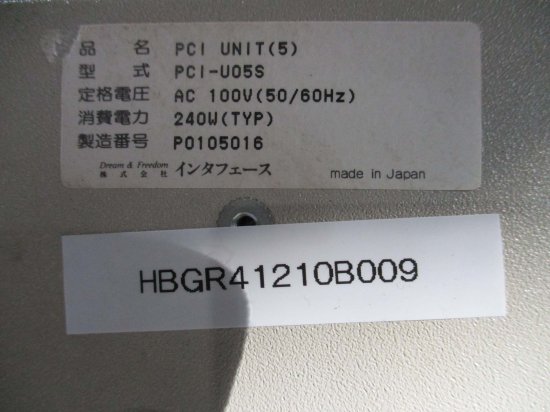 品名 PCI UNIT(5)
型式 PCI-U05S
定格電圧 AC 100V(50/60Hz)
消費電力 240W(TYP)
製造番号 P0105016
Dream & Freedom
株式会社 インタフェース made in Japan
HBGR41210B009